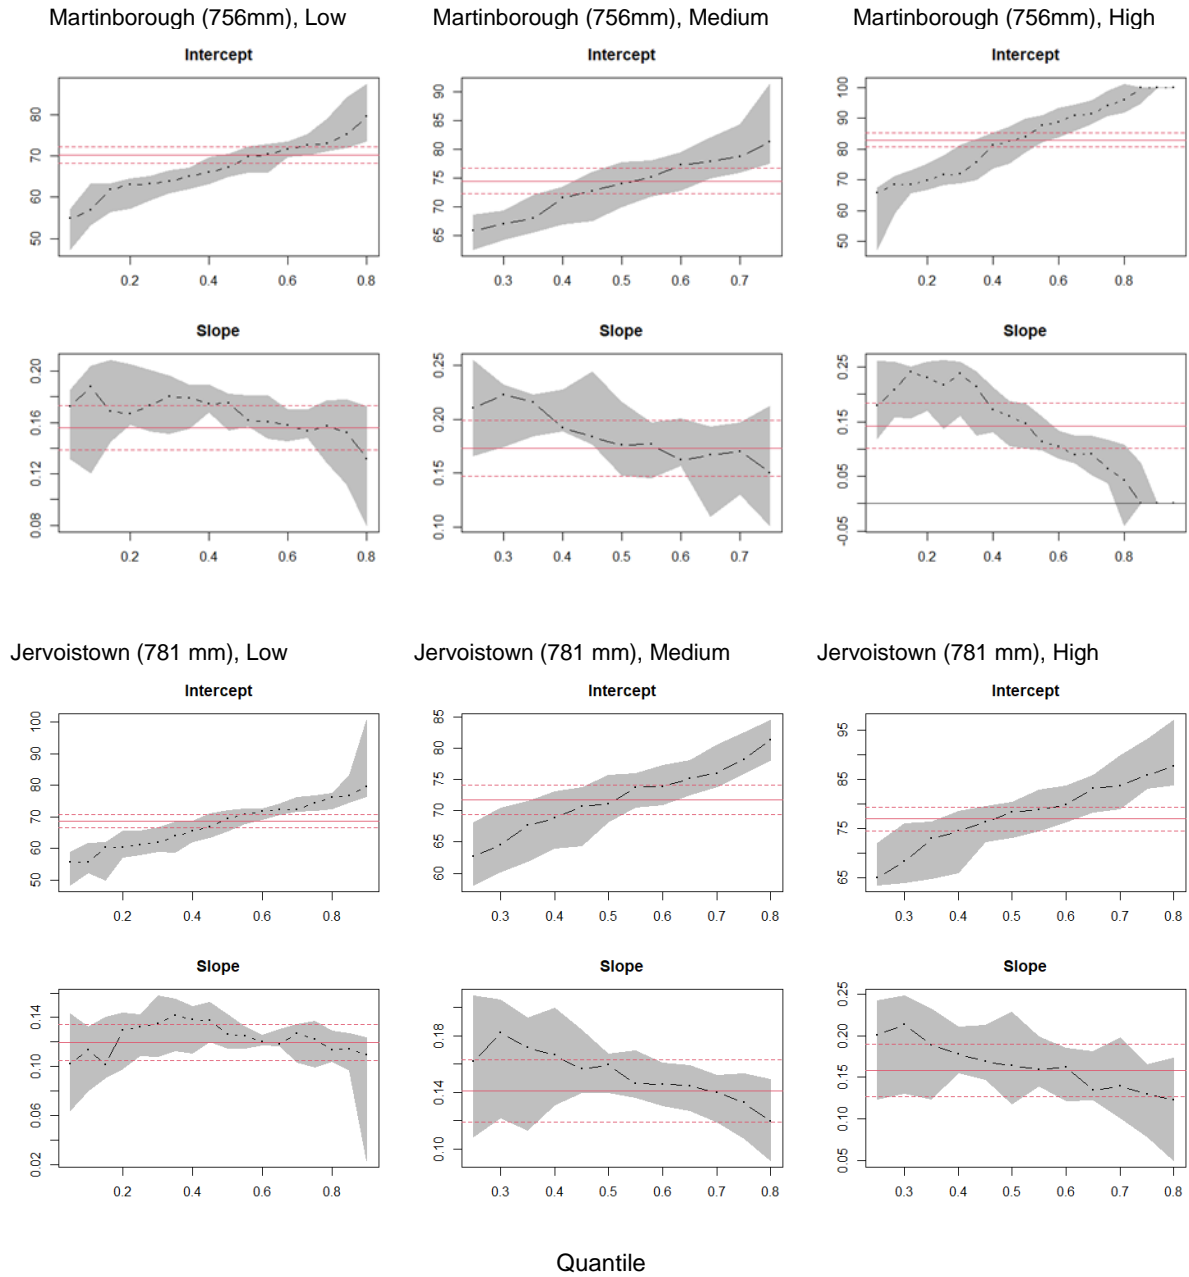 Martinborough (756mm), Low Martinborough (756mm), Medium Martinborough (756mm), High
Intercept Intercept Intercept
50 60 70 80
65 70 75 80 85 90
50 60 70 80 90 100
0.2 0.4 0.6 0.8
0.3 0.4 0.5 0.6 0.7
0.2 0.4 0.6 0.8
Slope Slope Slope
0.08 0.12 0.16 0.20
0.10 0.15 0.20 0.25
-0.05 0.05 0.15 0.25
0.2 0.4 0.6 0.8
0.3 0.4 0.5 0.6 0.7
0.2 0.4 0.6 0.8
Jervoistown (781 mm), Low Jervoistown (781 mm), Medium Jervoistown (781 mm), High
Intercept Intercept Intercept
50 60 70 80 90 100
60 65 70 75 80 85
65 75 85 95
0.2 0.4 0.6 0.8
0.3 0.4 0.5 0.6 0.7 0.8
0.3 0.4 0.5 0.6 0.7 0.8
Slope Slope Slope
0.02 0.06 0.10 0.14
0.10 0.14 0.18
0.05 0.10 0.15 0.20 0.25
0.2 0.4 0.6 0.8
0.3 0.4 0.5 0.6 0.7 0.8
0.3 0.4 0.5 0.6 0.7 0.8
Quantile